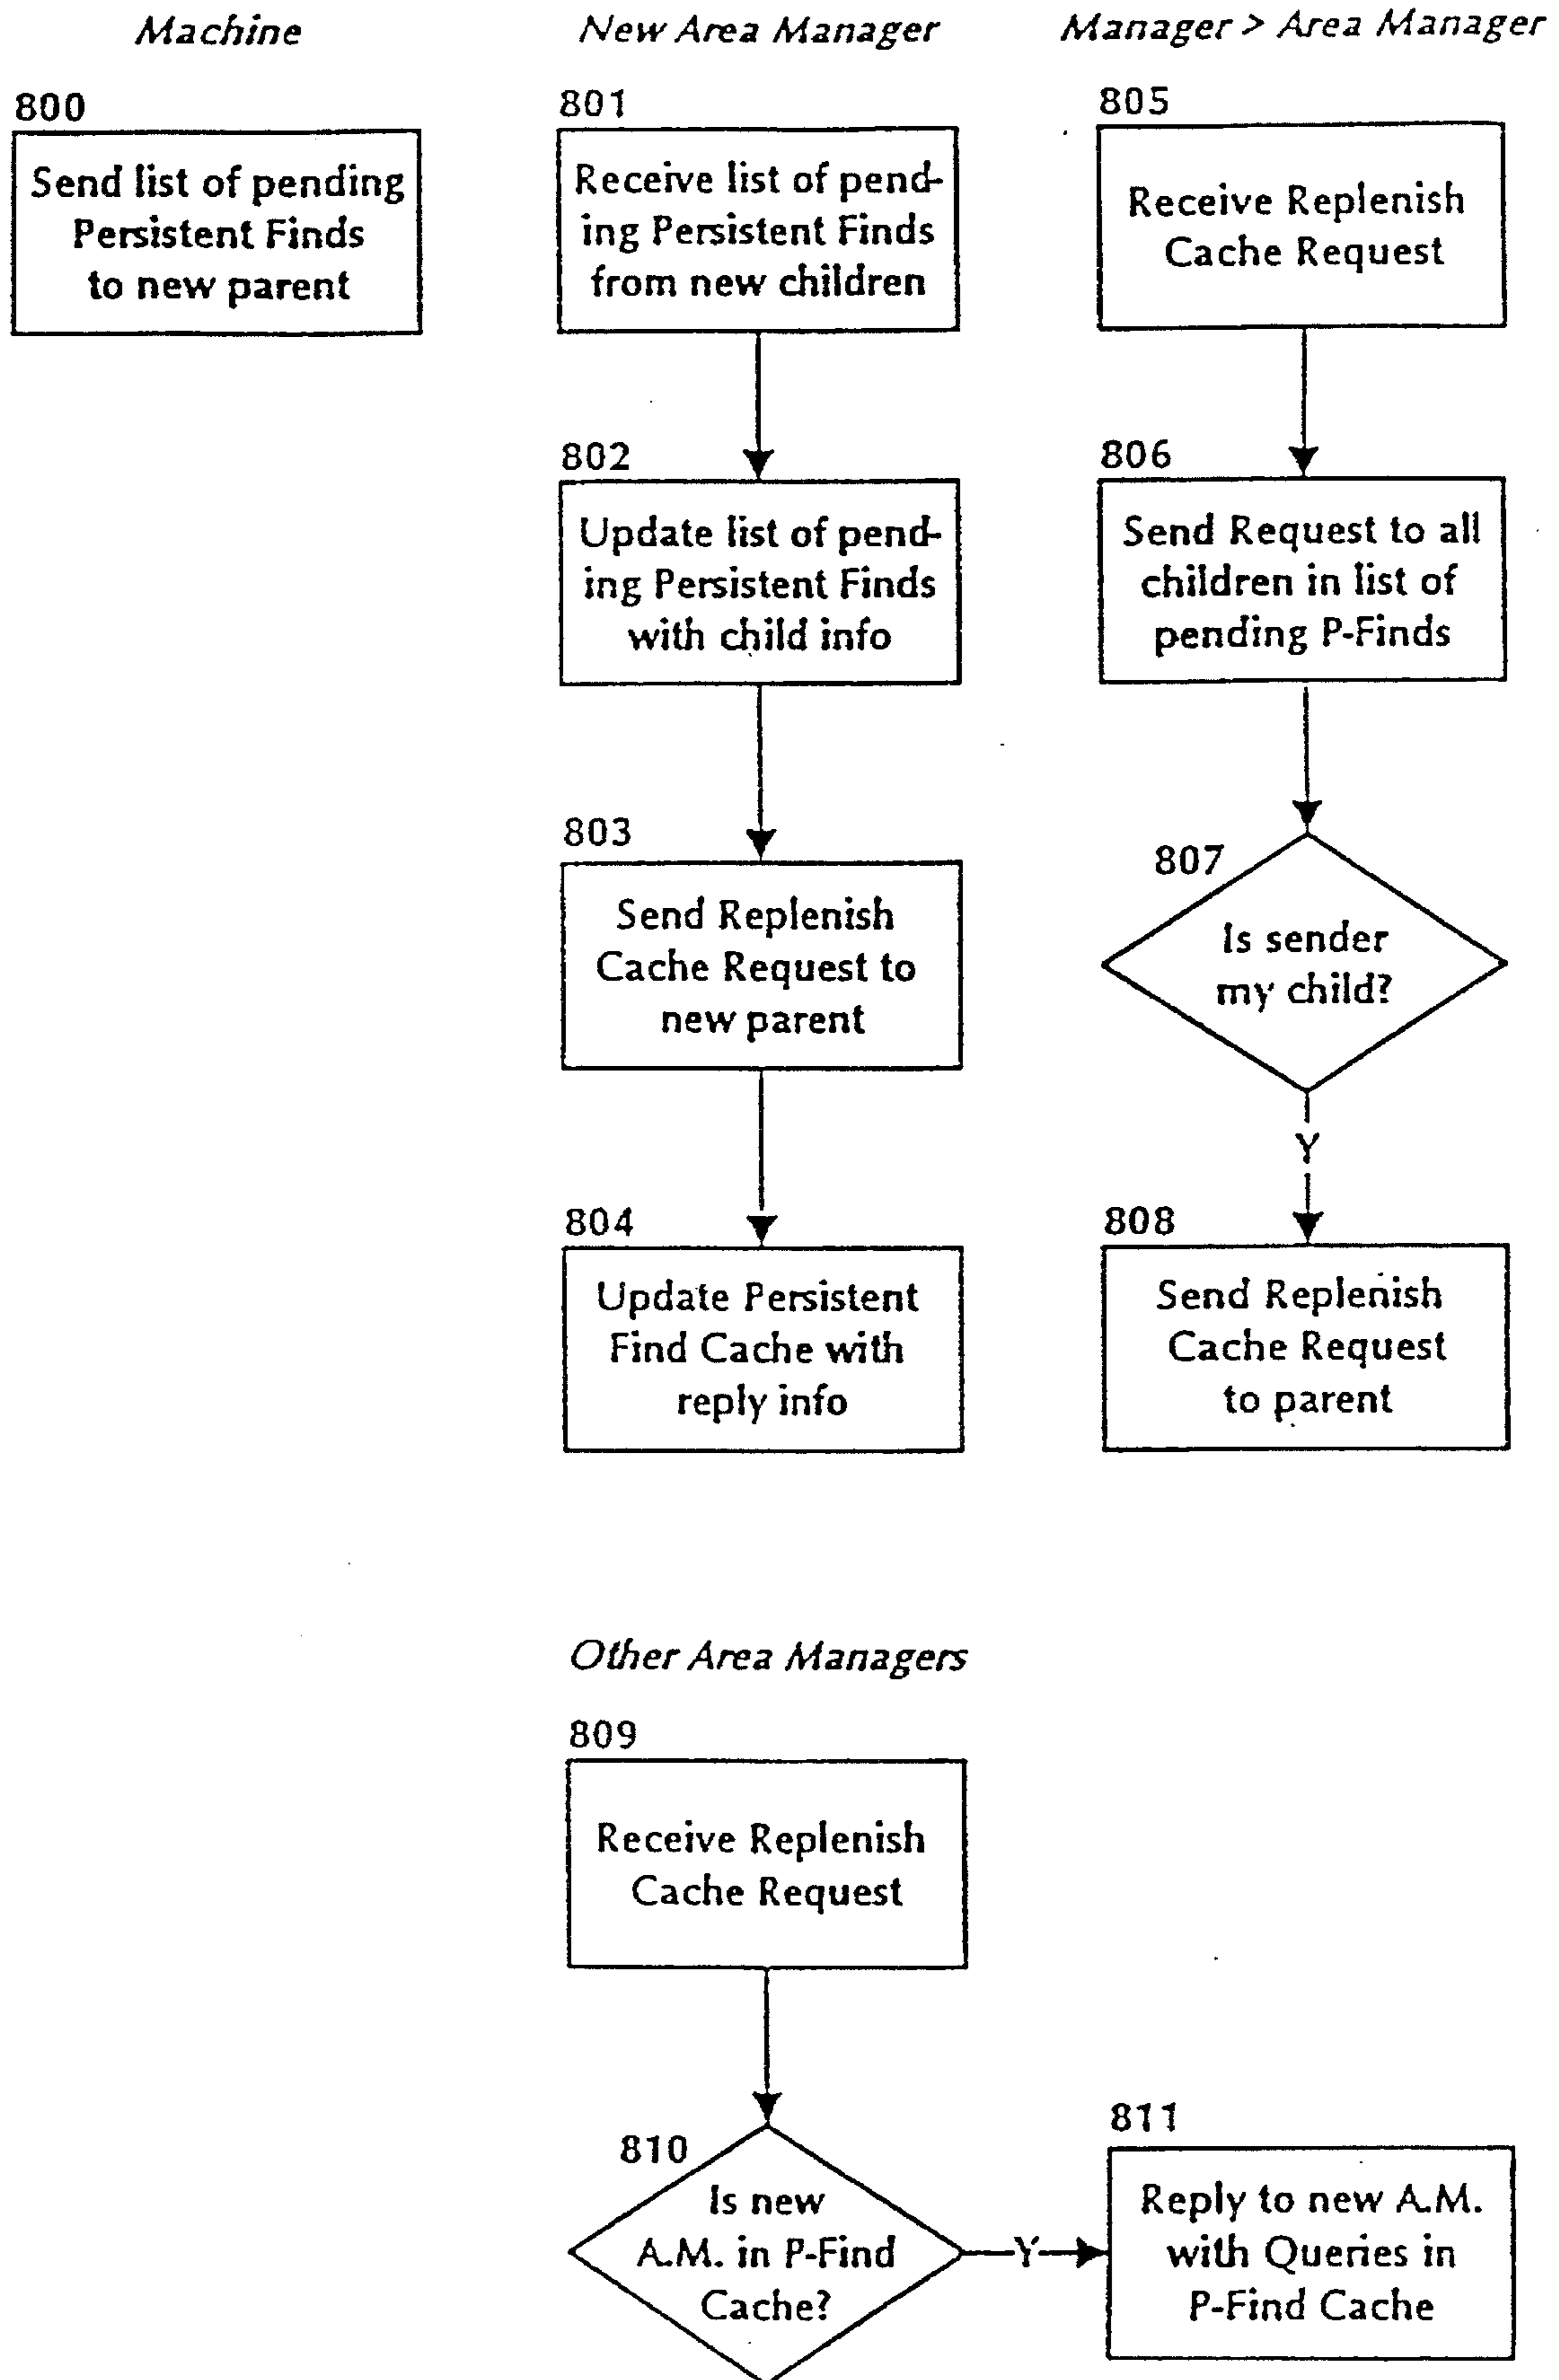 Machine
800
Send list of pending
Persistent Finds
to new parent
New Area Manager
801
Receive list of pend-
ing Persistent Finds
from new children
802
Update list of pend-
ing Persistent Finds
with child info
803
Send Replenish
Cache Request to
new parent
804
Update Persistent
Find Cache with
reply info
Manager > Area Manager
805
Receive Replenish
Cache Request
806
Send Request to all
children in list of
pending P-Finds
807
Is sender
my child?
Y
808
Send Replenish
Cache Request
to parent
Other Area Managers
809
Receive Replenish
Cache Request
810
Is new
A.M. in P-Find
Cache?
Y
811
Reply to new A.M.
with Queries in
P-Find Cache